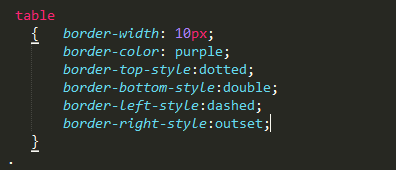 table
{ border-width: 10px;
border-color: purple;
border-top-style:dotted;
border-bottom-style:double;
border-left-style:dashed;
border-right-style:outset;
}
.